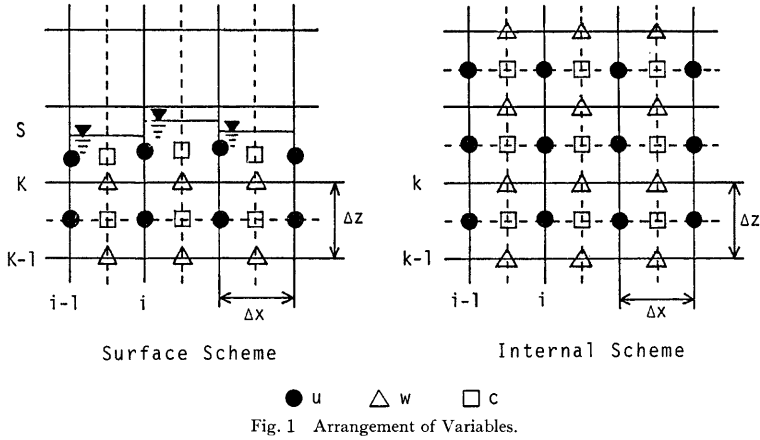 S
K
K-1
Δz
i-1
i
Δx
Surface Scheme
k
k-1
Δz
i-1
i
Δx
Internal Scheme
● u △ w □ c
Fig. 1 Arrangement of Variables.